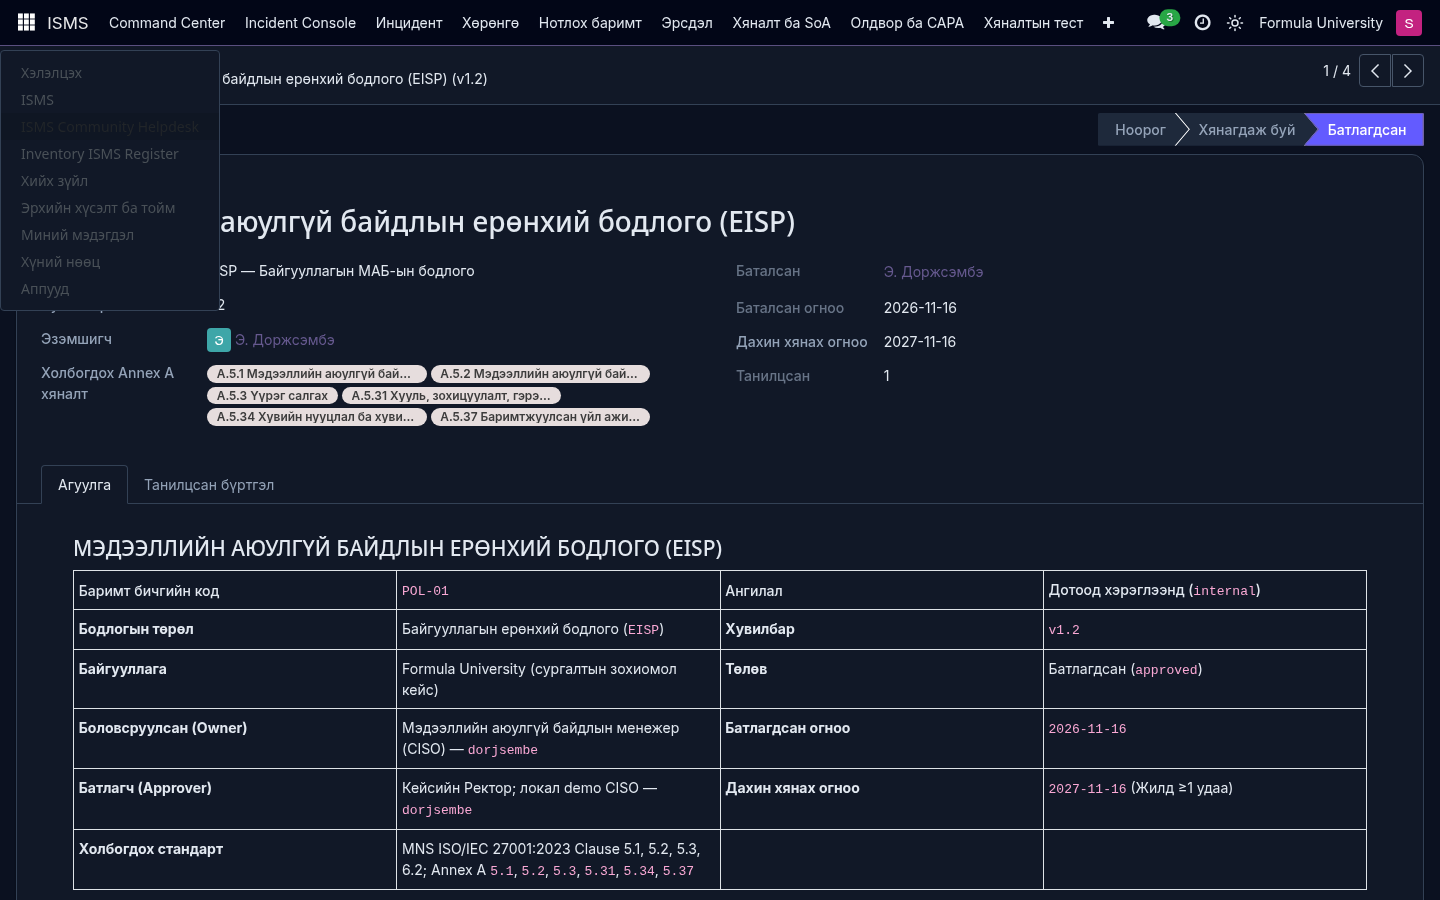 ISMS Command Center Incident Console Инцидент Хөрөнгө Нотлох баримт Эрсдэл Хяналт ба SoA Олдвор ба CAPA Хяналтын тест 3 Formula University S
байдлын ерөнхий бодлого (EISP) (v1.2) 1 / 4
Хэлэлцэх
ISMS
ISMS Community Helpdesk
Inventory ISMS Register
Хийх зүйл
Эрхийн хүсэлт ба тойм
Миний мэдэгдэл
Хүний нөөц
Аппууд
Ноорог Хянагдаж буй Батлагдсан
аюулгүй байдлын ерөнхий бодлого (EISP)
SP — Байгууллагын МАБ-ын бодлого
2
Эзэмшигч Э Э. Доржсэмбэ
Холбогдох Annex A
хяналт
A.5.1 Мэдээллийн аюулгүй бай... A.5.2 Мэдээллийн аюулгүй бай...
A.5.3 Үүрэг салгах A.5.31 Хууль, зохицуулалт, гэрэ...
A.5.34 Хувийн нууцлал ба хуви... A.5.37 Баримтжуулсан үйл ажи...
Баталсан Э. Доржсэмбэ
Баталсан огноо 2026-11-16
Дахин хянах огноо 2027-11-16
Танилцсан 1
Агуулга Танилцсан бүртгэл
МЭДЭЭЛЛИЙН АЮУЛГҮЙ БАЙДЛЫН ЕРӨНХИЙ БОДЛОГО (EISP)
Баримт бичгийн код POL-01 Ангилал Дотоод хэрэглээнд (internal)
Бодлогын төрөл Байгууллагын ерөнхий бодлого (EISP) Хувилбар v1.2
Байгууллага Formula University (сургалтын зохиомол
кейс) Төлөв Батлагдсан (approved)
Боловсруулсан (Owner) Мэдээллийн аюулгүй байдлын менежер
(CISO) — dorjsembe Батлагдсан огноо 2026-11-16
Батлагч (Approver) Кейсийн Ректор; локал demo CISO —
dorjsembe Дахин хянах огноо 2027-11-16 (Жилд ≥1 удаа)
Холбогдох стандарт MNS ISO/IEC 27001:2023 Clause 5.1, 5.2, 5.3,
6.2; Annex A 5.1, 5.2, 5.3, 5.31, 5.34, 5.37